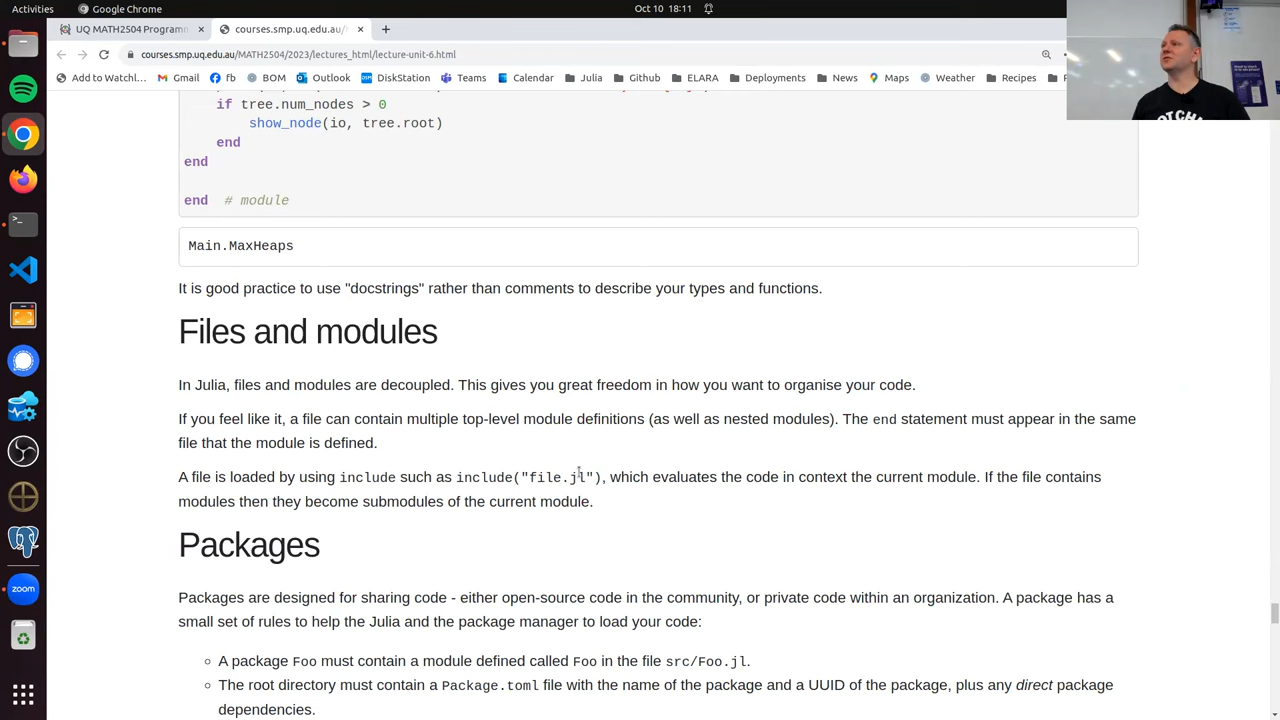 Activities
Google Chrome
Oct 10 18:11
UQ MATH2504 Programm
courses.smp.uq.edu.au/
courses.smp.uq.edu.au/MATH2504/2023/lectures_html/lecture-unit-6.html
Add to Watchl... Gmail fb BOM Outlook DiskStation Teams Calendar Julia Github ELARA Deployments News Maps Weath Recipes
if tree.num_nodes > 0
show_node(io, tree.root)
end
end
end # module
Main.MaxHeaps
It is good practice to use "docstrings" rather than comments to describe your types and functions.
Files and modules
In Julia, files and modules are decoupled. This gives you great freedom in how you want to organise your code.
If you feel like it, a file can contain multiple top-level module definitions (as well as nested modules). The end statement must appear in the same
file that the module is defined.
A file is loaded by using include such as include("file.jl"), which evaluates the code in context the current module. If the file contains
modules then they become submodules of the current module.
Packages
Packages are designed for sharing code - either open-source code in the community, or private code within an organization. A package has a
small set of rules to help the Julia and the package manager to load your code:
A package Foo must contain a module defined called Foo in the file src/Foo.jl.
The root directory must contain a Package.toml file with the name of the package and a UUID of the package, plus any direct package
dependencies.
zoom